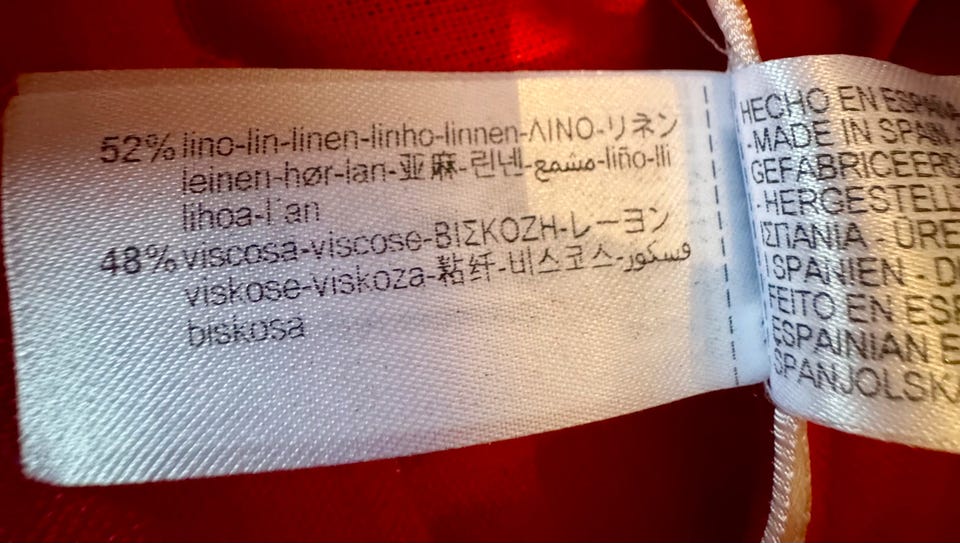 52% lino-lin-linen-linho-linnen-ΛΙΝΟ-リネン
leinen-hør-lan-亚麻-린넨-مشمع-liño-lli
lihoa-l´an
48% viscosa-viscose-ΒΙΣΚΟΖΗ-レーヨン
viskose-viskoza-粘纤-비스코스-فسكور
biskosa
HECHO EN ESPAÑA
-MADE IN SPAIN-
GEFABRICEERD
-HERGESTELL
ΙΣΠΑΝΙΑ - ÜRE
SPANIEN - D
FEITO EN ESP
ESPAINIAN E
SPANJOLSKA